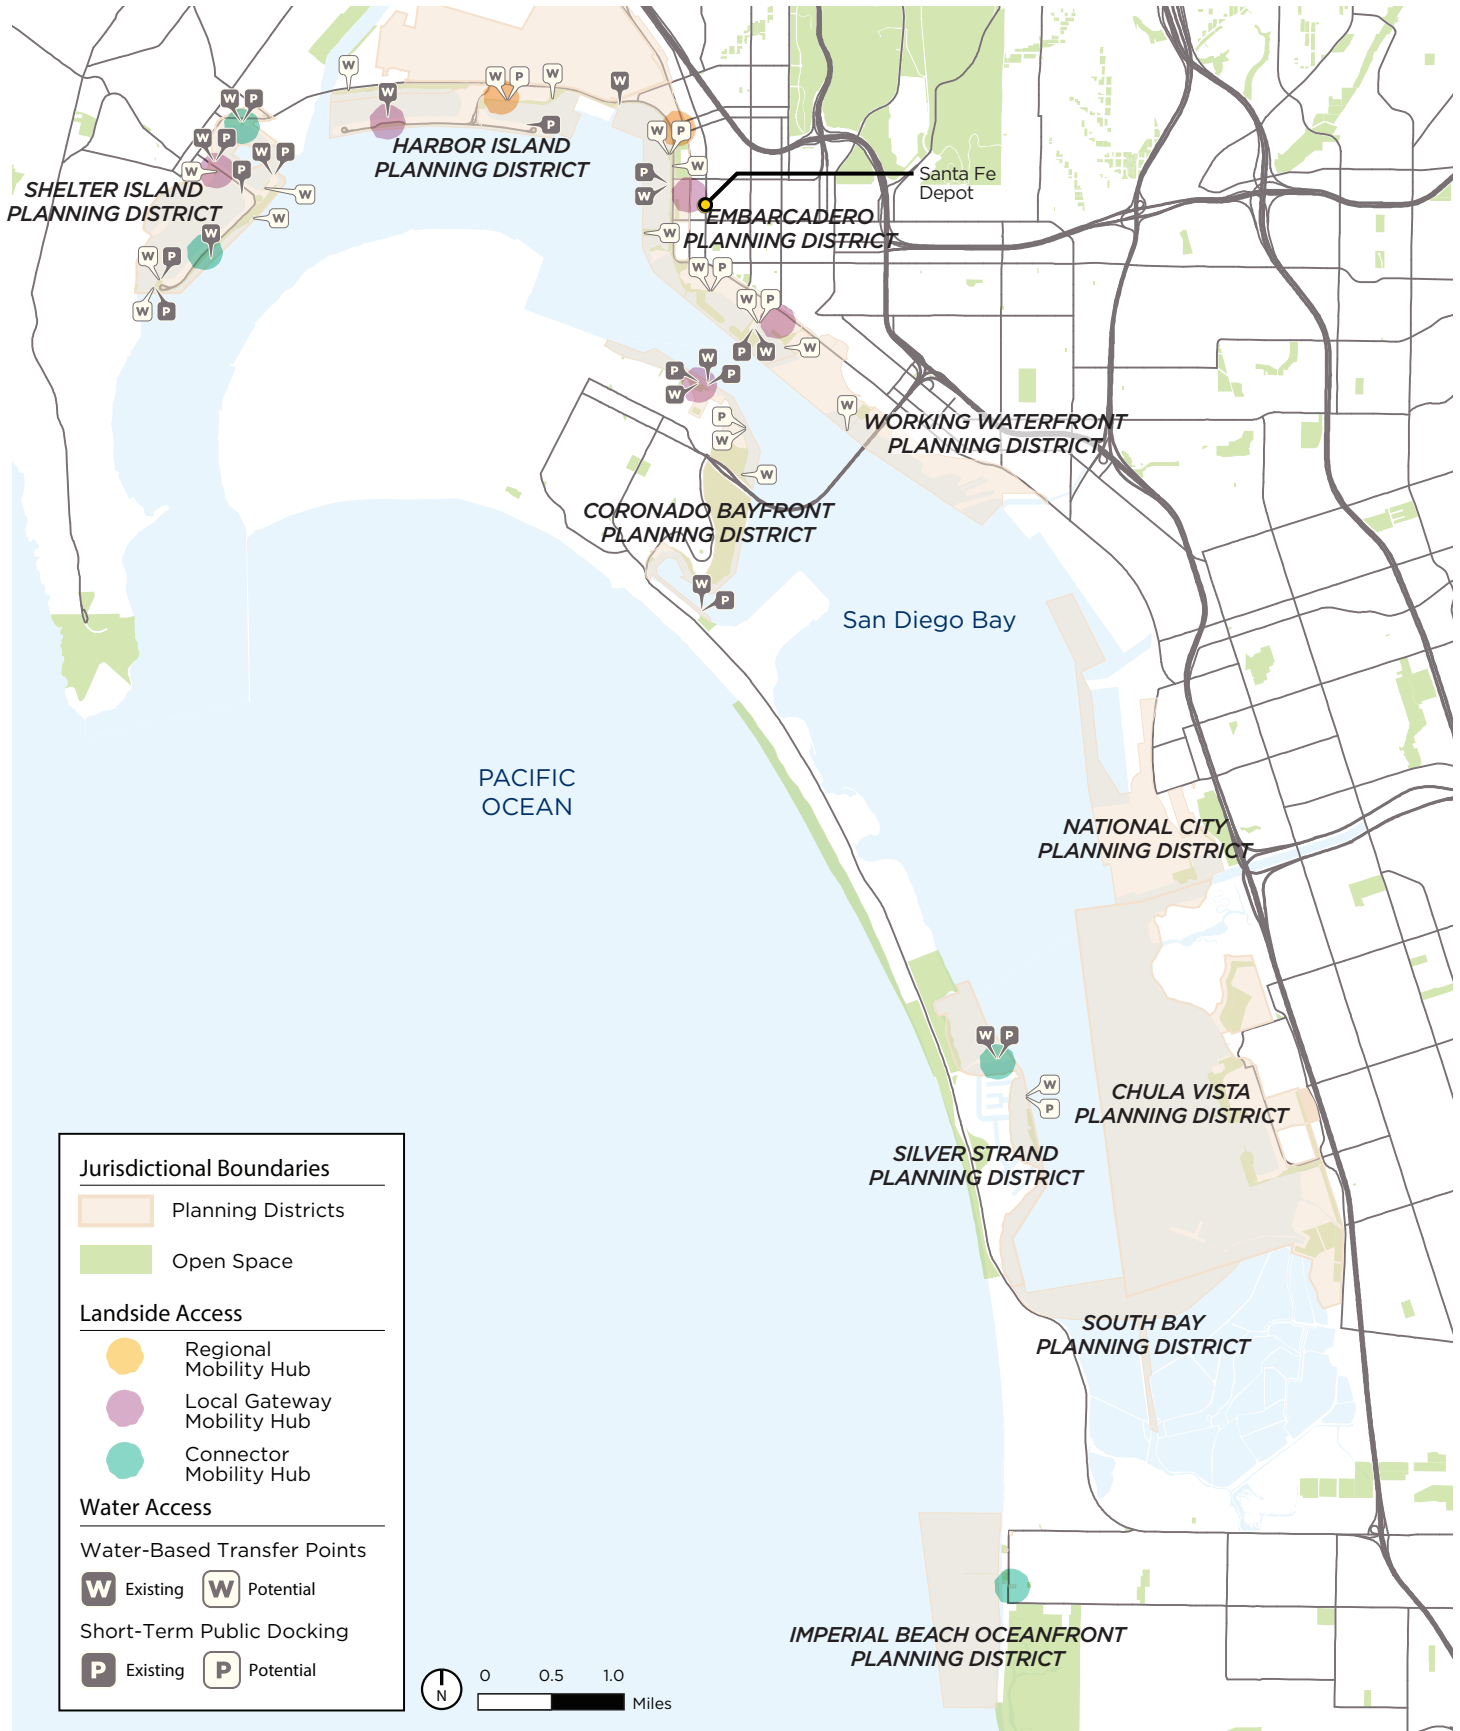 W
W
P
W
W
W
W
P
P
W
P
W
P
W
P
W
P
HARBOR ISLAND
PLANNING DISTRICT
W
P
P
W
W
SHELTER ISLAND
PLANNING DISTRICT
W
W
Santa Fe
Depot
EMBARCADERO
PLANNING DISTRICT
W
W
W
P
W
P
W
P
W
P
W
P
P
W
W
W
P
P
W
P
W
W
WORKING WATERFRONT
PLANNING DISTRICT
W
CORONADO BAYFRONT
PLANNING DISTRICT
W
P
San Diego Bay
PACIFIC
OCEAN
NATIONAL CITY
PLANNING DISTRICT
W
P
W
P
CHULA VISTA
PLANNING DISTRICT
SILVER STRAND
PLANNING DISTRICT
SOUTH BAY
PLANNING DISTRICT
IMPERIAL BEACH OCEANFRONT
PLANNING DISTRICT
Jurisdictional Boundaries
Planning Districts
Open Space
Landside Access
Regional
Mobility Hub
Local Gateway
Mobility Hub
Connector
Mobility Hub
Water Access
Water-Based Transfer Points
W Existing W Potential
Short-Term Public Docking
P Existing P Potential
N
0 0.5 1.0
Miles